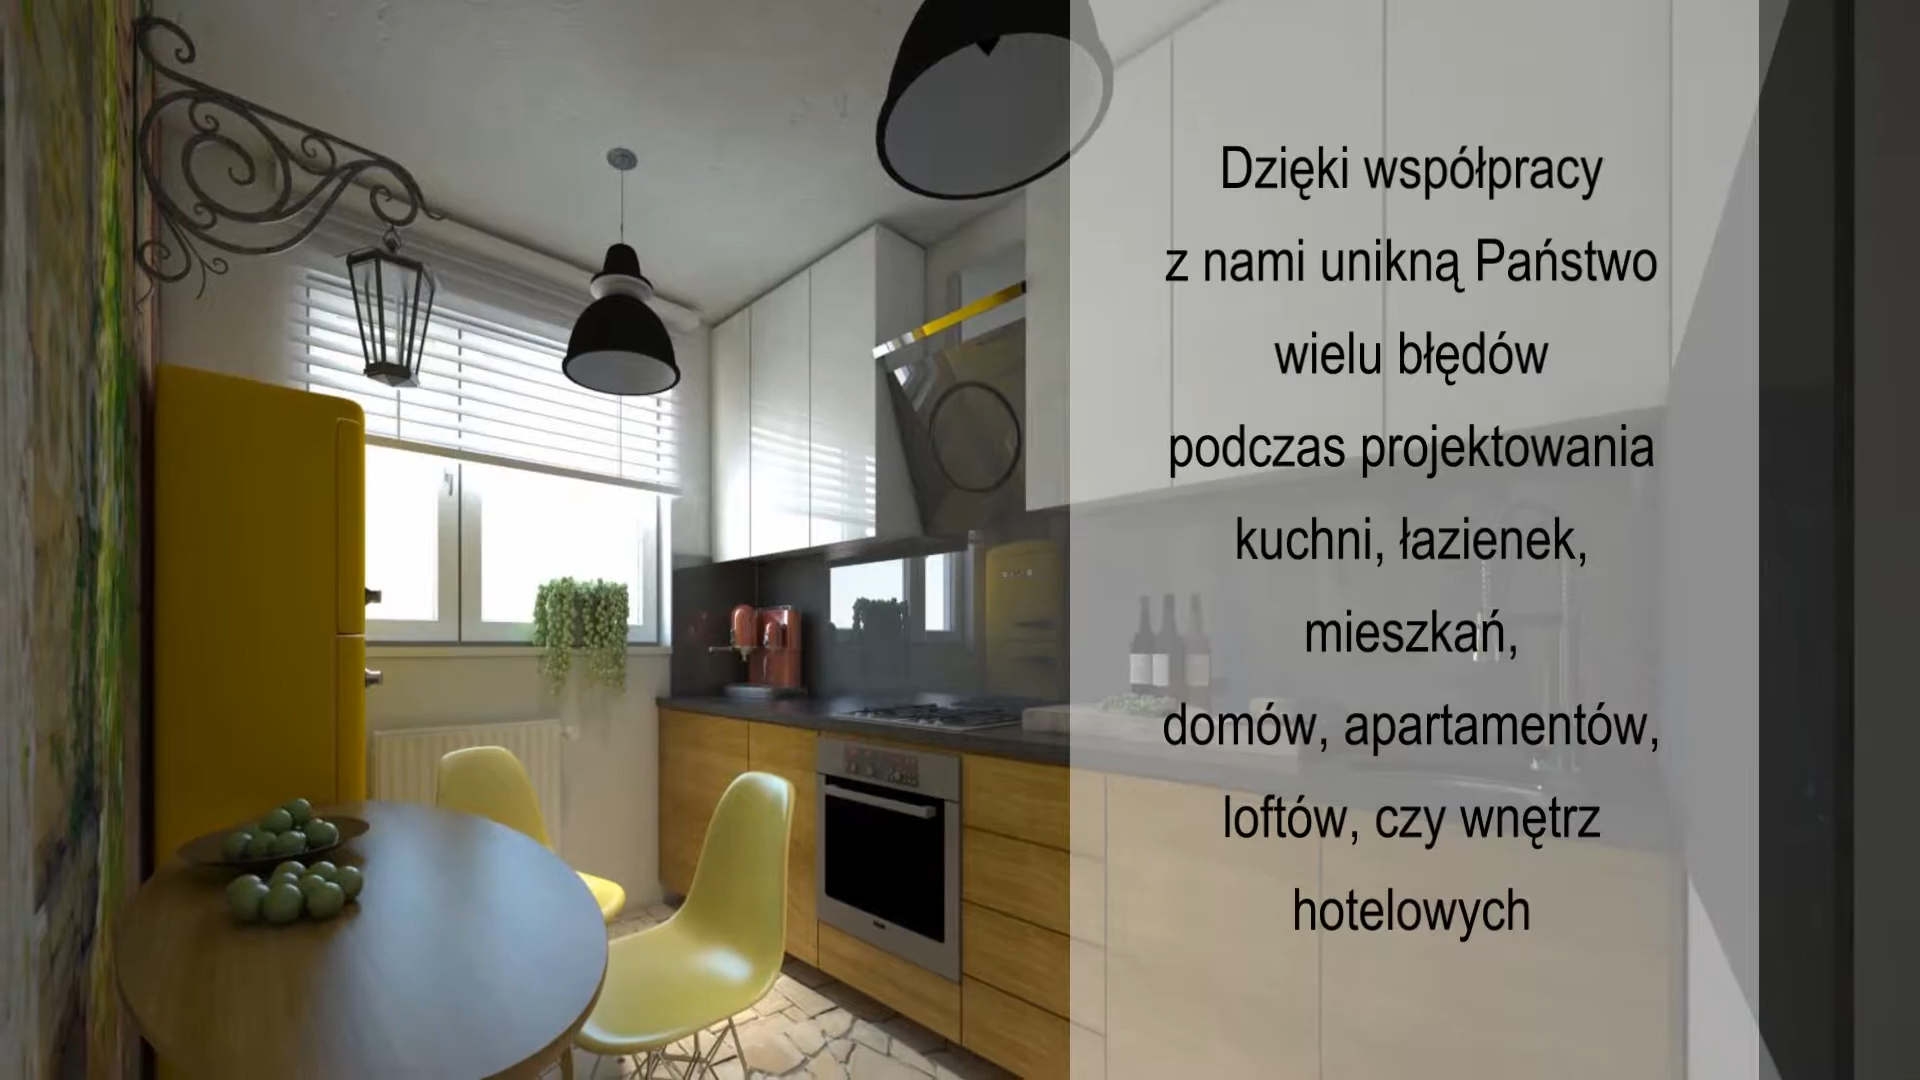 Dzięki współpracy
z nami unikną Państwo
wielu błędów
podczas projektowania
kuchni, łazienek,
mieszkań,
domów, apartamentów,
loftów, czy wnętrz
hotelowych